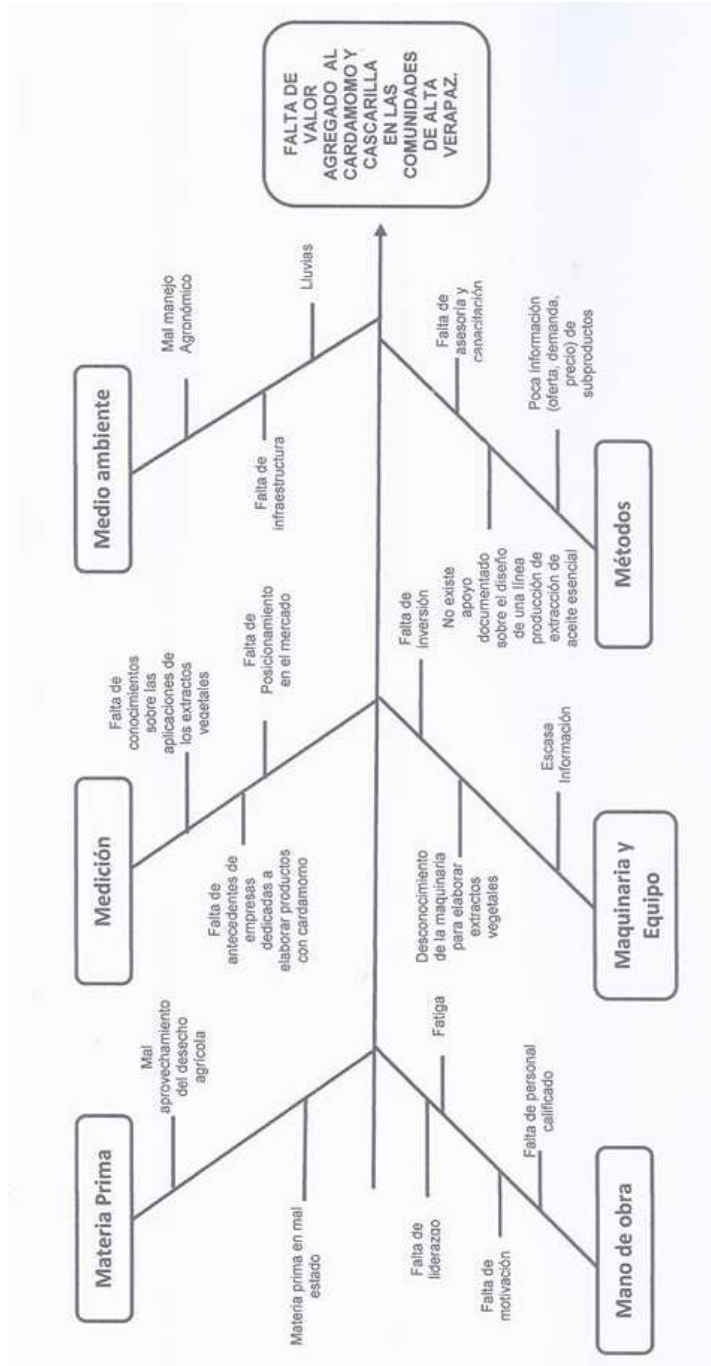 Materia Prima
Mal
aprovechamiento
del desecho
agrícola
Materia prima en mal
estado
Medición
Falta de
conocimientos
sobre las
aplicaciones de
los extractos
vegetales
Falta de
antecedentes de
empresas
dedicadas a
elaborar productos
con cardamomo
Falta de
Posicionamiento
en el mercado
Medio ambiente
Mal manejo
Agronómico
Falta de
infraestructura
Lluvias
FALTA DE
VALOR
AGREGADO AL
CARDAMOMO Y
CASCARILLA
EN LAS
COMUNIDADES
DE ALTA
VERAPAZ.
Falta de
liderazgo
Fatiga
Falta de
motivación
Falta de personal
calificado
Mano de obra
Falta de
inversión
Desconocimiento
de la maquinaria
para elaborar
extractos
vegetales
Escasa
Información
Maquinaria y
Equipo
Falta de
asesoría y
capacitación
No existe
apoyo
documentado
sobre el diseño
de una línea
producción de
extracción de
aceite esencial
Poca información
(oferta, demanda,
precio) de
subproductos
Métodos